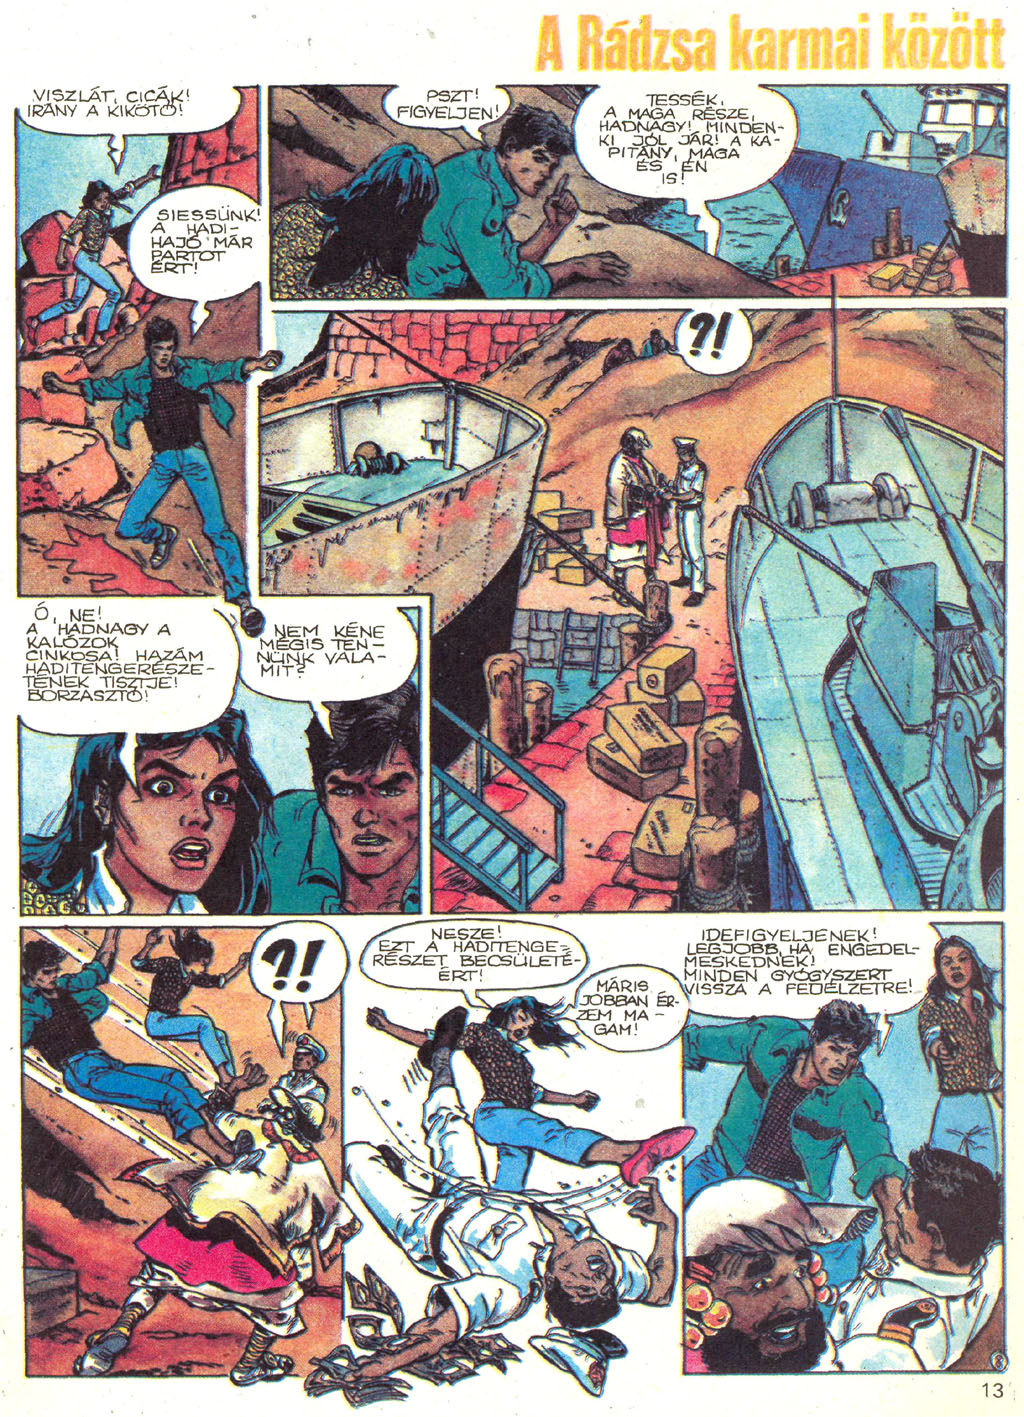 A Rádzsa karmai között
VISZLÁT, CICÁK!
IRÁNY A KIKÖTŐ!
SIESSÜNK!
A HADI-
HAJÓ MÁR
PARTOT
ÉRT!
PSZT!
FIGYELJEN!
TESSÉK,
A MAGA RÉSZE,
HADNAGY! MINDEN-
KI JÓL JÁR! A KA-
PITÁNY, MAGA
ÉS ÉN
IS!
?!
Ó, NE!
A HADNAGY A
KALÓZOK
CINKOSA! HAZÁM
HADITENGERÉSZE-
TÉNEK TISZTJE!
BORZASZTÓ!
NEM KÉNE
MÉGIS TEN-
NÜNK VALA-
MIT?
?!
NESZE!
EZT A HADITENGE-
RÉSZET BECSÜLETÉ-
ÉRT!
MÁRIS
JOBBAN ÉR-
ZEM MA-
GAM!
IDEFIGYELJENEK!
LEGJOBB, HA ENGEDEL-
MESKEDNEK!
MINDEN GYÓGYSZERT
VISSZA A FEDÉLZETRE!
8
13